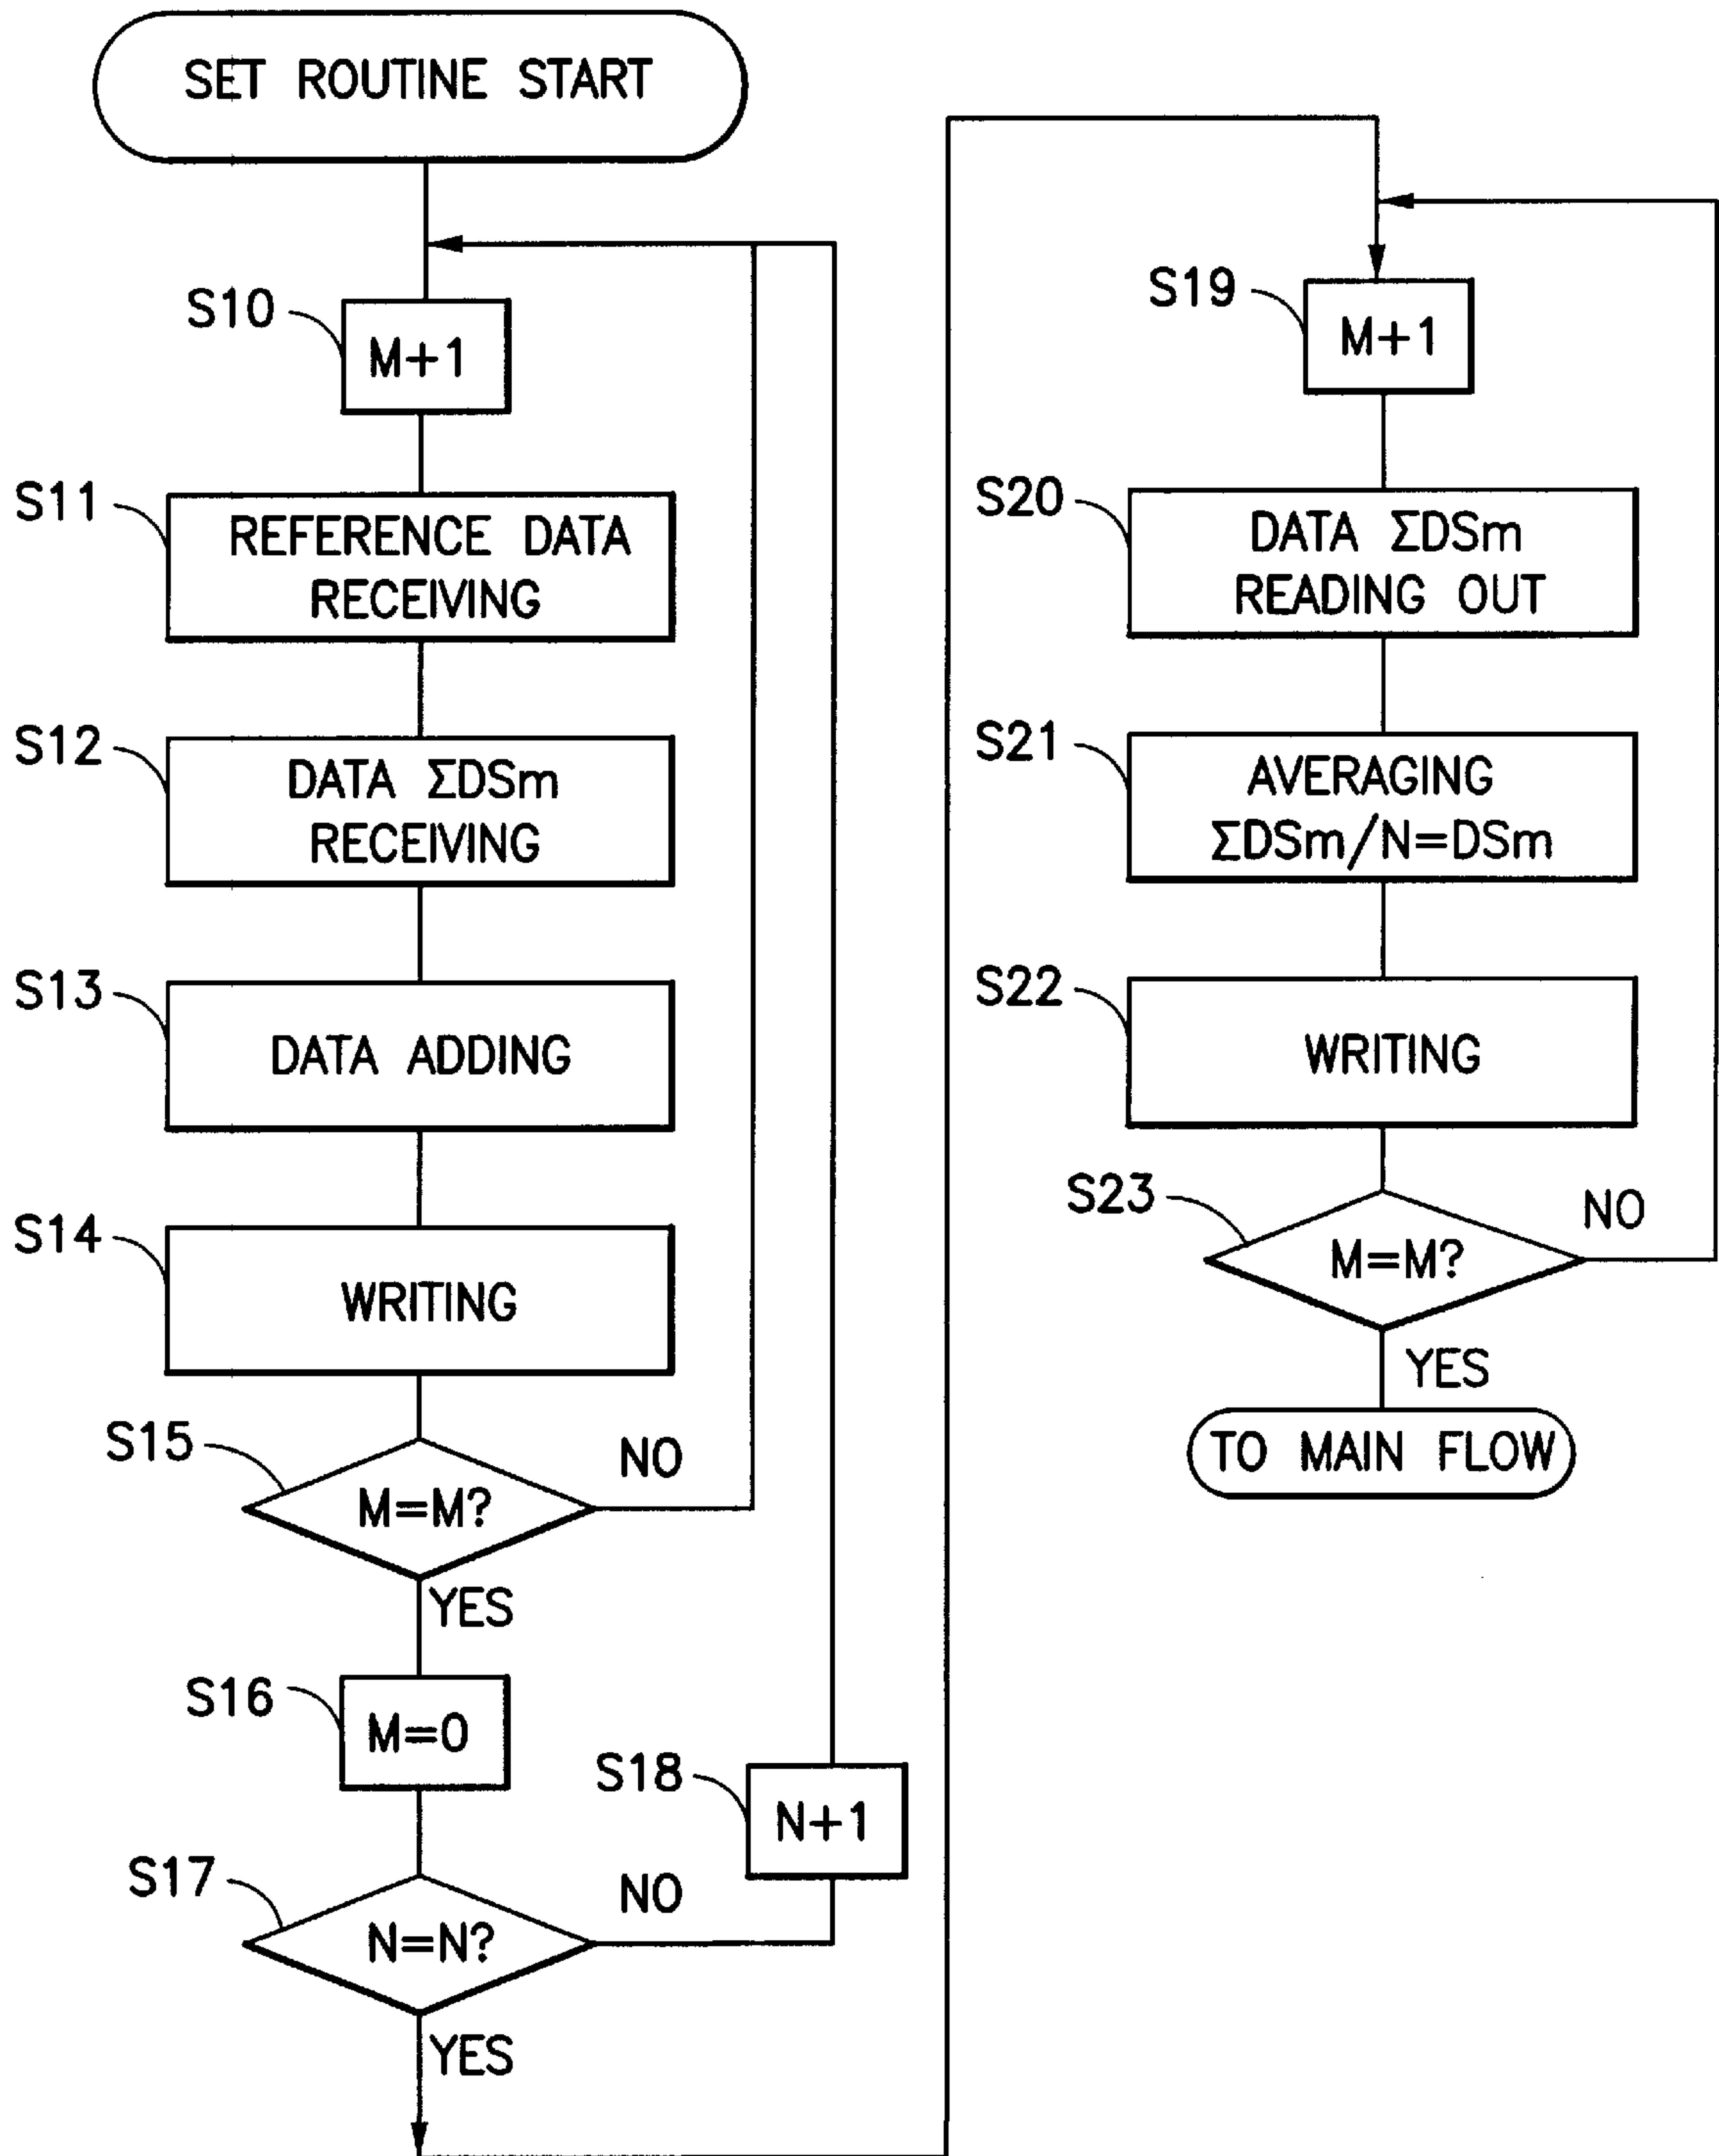 SET ROUTINE START
S10
M+1
S11
REFERENCE DATA
RECEIVING
S12
DATA ΣDSm
RECEIVING
S13
DATA ADDING
S14
WRITING
S15
M=M?
NO
YES
S16
M=0
S17
N=N?
NO
S18
N+1
YES
S19
M+1
S20
DATA ΣDSm
READING OUT
S21
AVERAGING
ΣDSm/N=DSm
S22
WRITING
S23
M=M?
NO
YES
TO MAIN FLOW